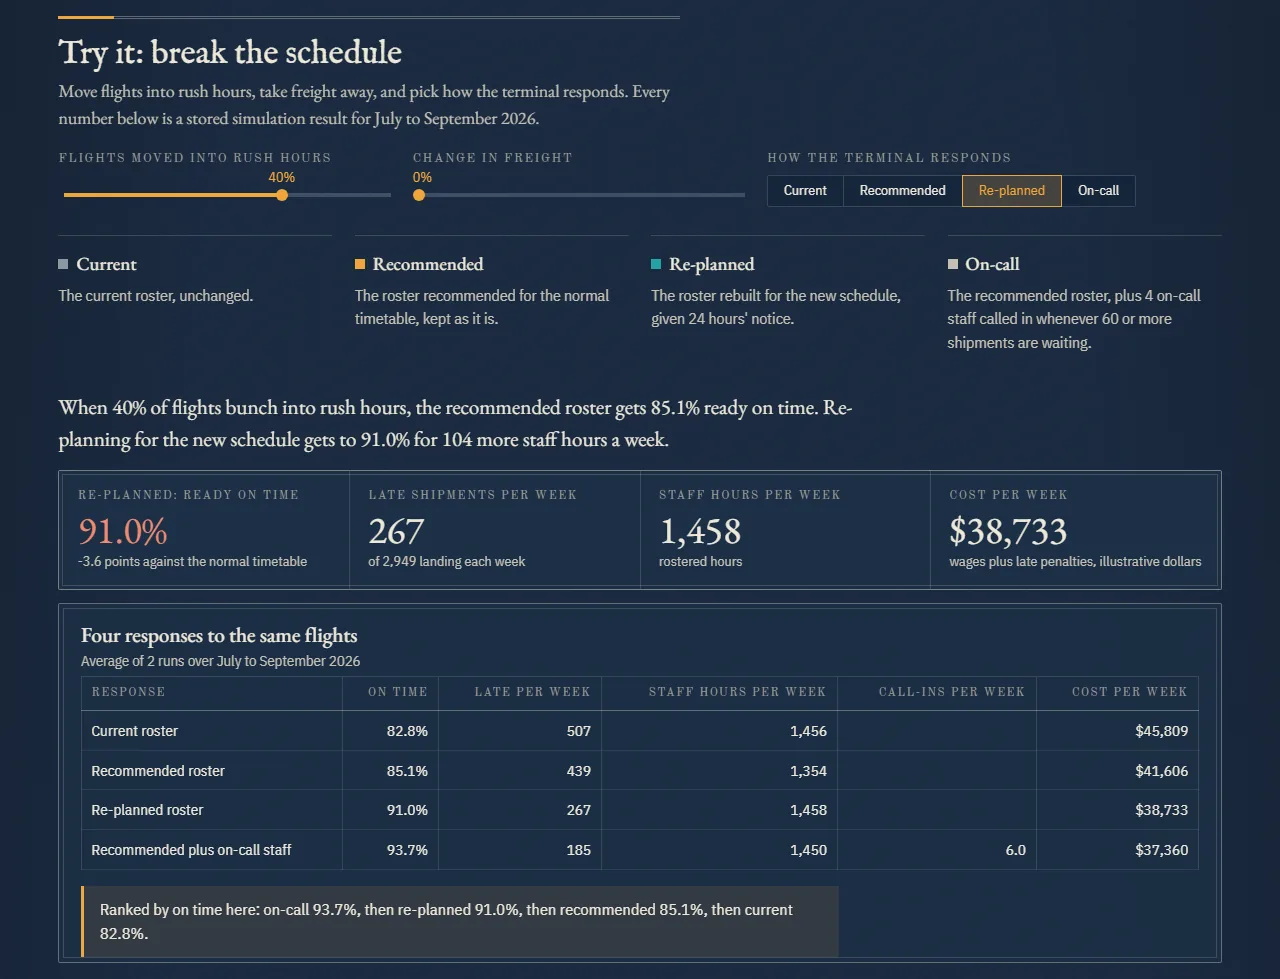 Try it: break the schedule
Move flights into rush hours, take freight away, and pick how the terminal responds. Every
number below is a stored simulation result for July to September 2026.
FLIGHTS MOVED INTO RUSH HOURS
40%
CHANGE IN FREIGHT
0%
HOW THE TERMINAL RESPONDS
Current Recommended Re-planned On-call
Current
The current roster, unchanged.
Recommended
The roster recommended for the normal
timetable, kept as it is.
Re-planned
The roster rebuilt for the new schedule,
given 24 hours' notice.
On-call
The recommended roster, plus 4 on-call
staff called in whenever 60 or more
shipments are waiting.
When 40% of flights bunch into rush hours, the recommended roster gets 85.1% ready on time. Re-
planning for the new schedule gets to 91.0% for 104 more staff hours a week.
RE-PLANNED: READY ON TIME
91.0%
-3.6 points against the normal timetable
LATE SHIPMENTS PER WEEK
267
of 2,949 landing each week
STAFF HOURS PER WEEK
1,458
rostered hours
COST PER WEEK
$38,733
wages plus late penalties, illustrative dollars
Four responses to the same flights
Average of 2 runs over July to September 2026
RESPONSE ON TIME LATE PER WEEK STAFF HOURS PER WEEK CALL-INS PER WEEK COST PER WEEK
Current roster 82.8% 507 1,456 $45,809
Recommended roster 85.1% 439 1,354 $41,606
Re-planned roster 91.0% 267 1,458 $38,733
Recommended plus on-call staff 93.7% 185 1,450 6.0 $37,360
Ranked by on time here: on-call 93.7%, then re-planned 91.0%, then recommended 85.1%, then current
82.8%.